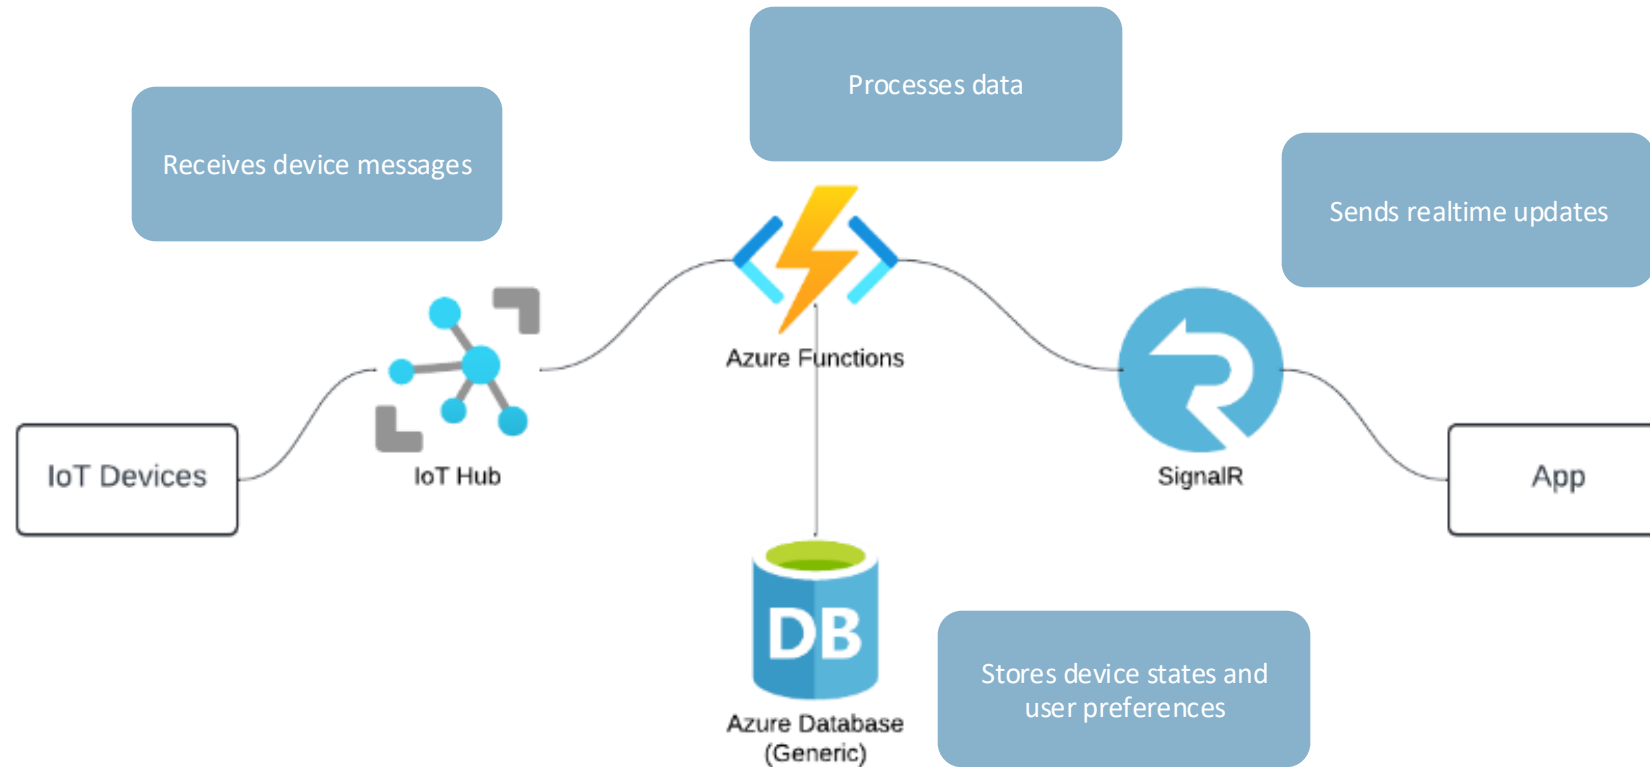 Processes data
Receives device messages
Sends realtime updates
Azure Functions
IoT Devices
IoT Hub
SignalR
App
DB
Stores device states and
user preferences
Azure Database
(Generic)